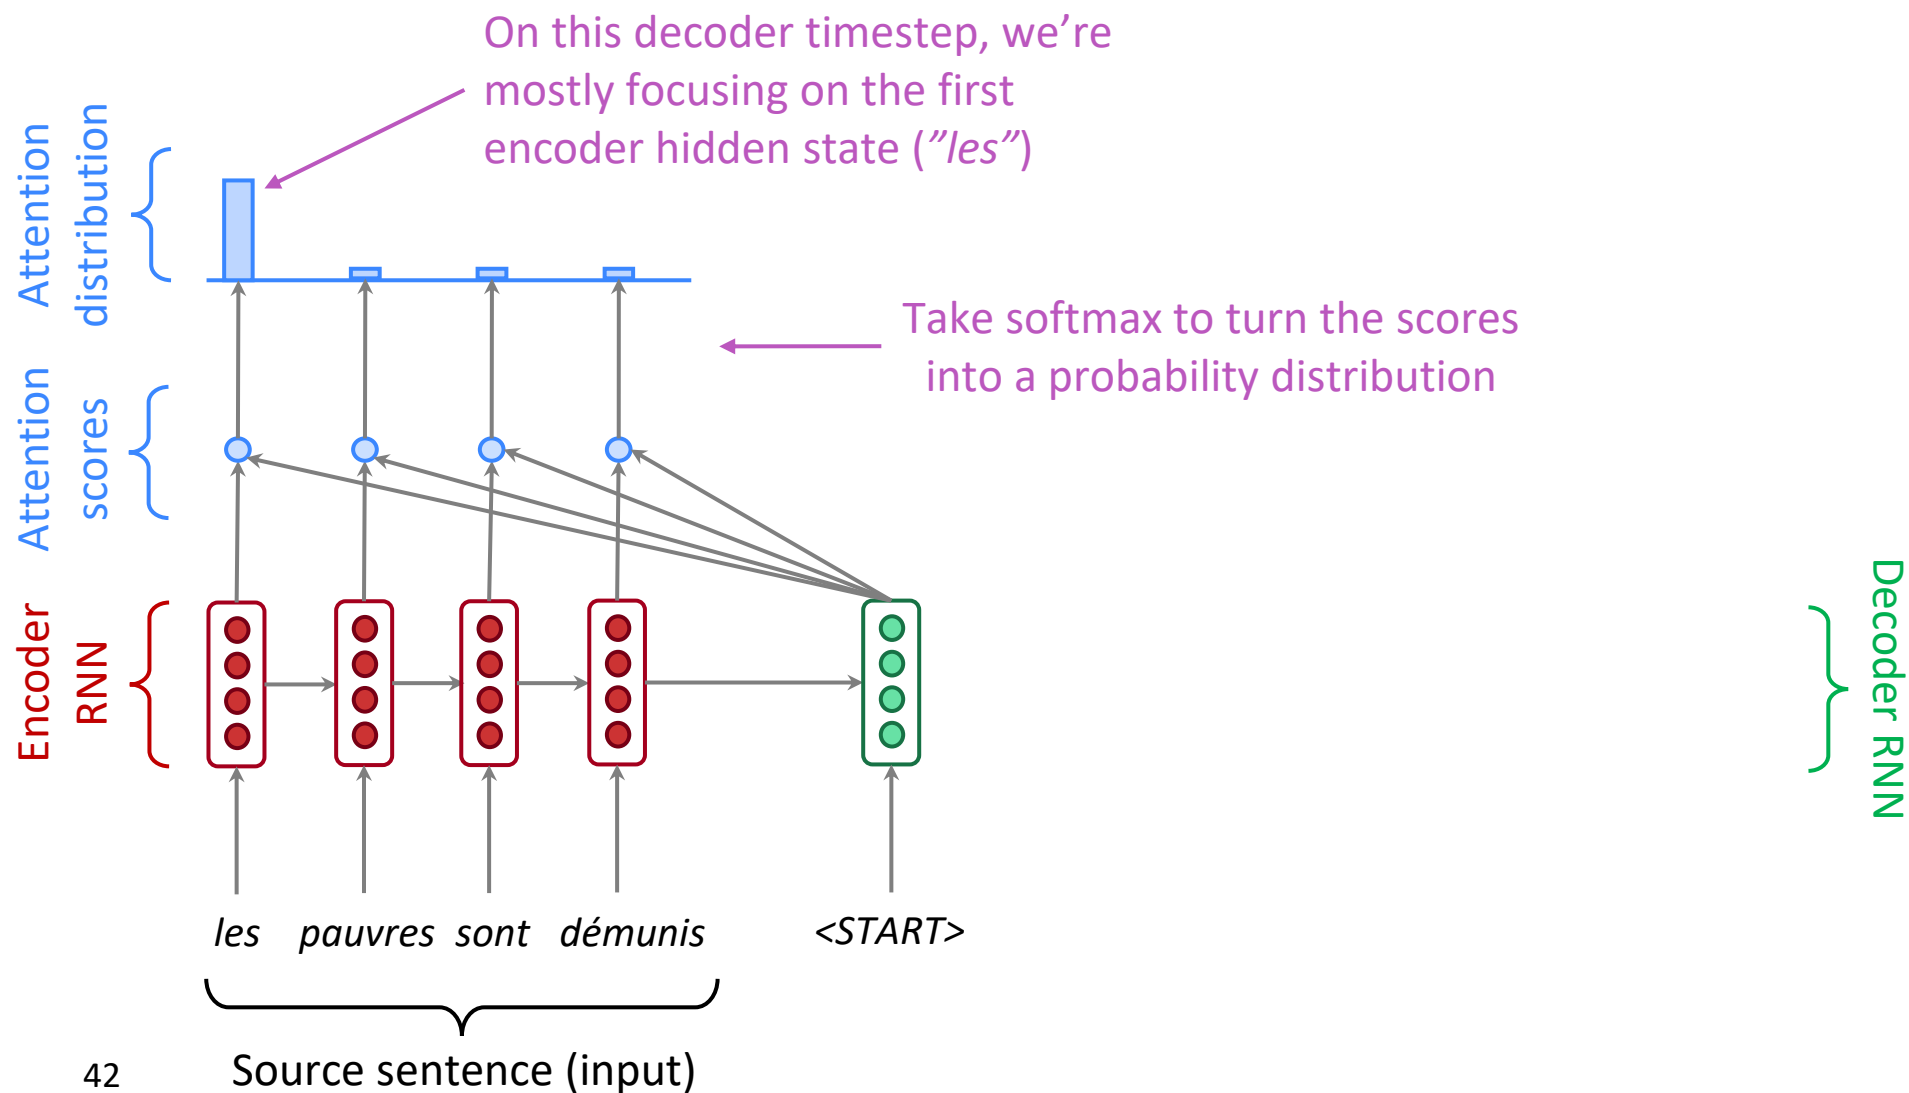 On this decoder timestep, we’re
mostly focusing on the first
encoder hidden state (”les”)
Attention
distribution
Take softmax to turn the scores
into a probability distribution
Attention
scores
Encoder
RNN
Decoder RNN
les pauvres sont démunis <START>
Source sentence (input)
42